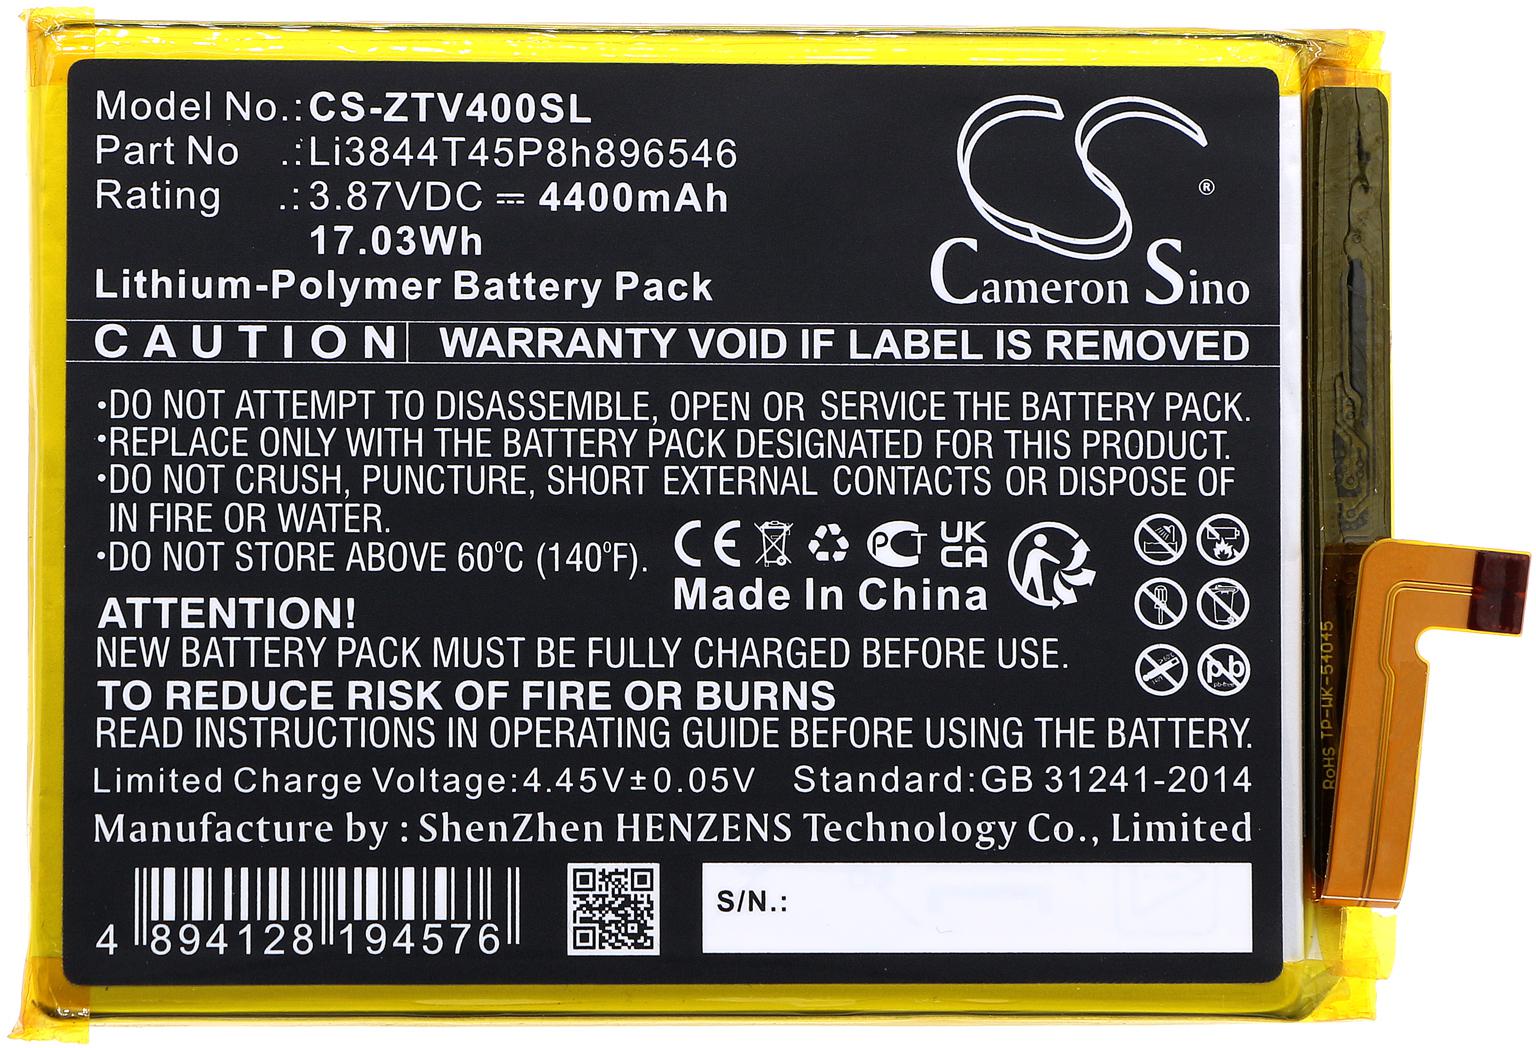 Model No.: CS-ZTV400SL
Part No .: Li3844T45P8h896546
Rating .: 3.87VDC ⎓ 4400mAh
17.03Wh
Lithium-Polymer Battery Pack
CS ®
Cameron Sino
CAUTION WARRANTY VOID IF LABEL IS REMOVED
•DO NOT ATTEMPT TO DISASSEMBLE, OPEN OR SERVICE THE BATTERY PACK.
•REPLACE ONLY WITH THE BATTERY PACK DESIGNATED FOR THIS PRODUCT.
•DO NOT CRUSH, PUNCTURE, SHORT EXTERNAL CONTACTS OR DISPOSE OF
IN FIRE OR WATER.
•DO NOT STORE ABOVE 60°C (140°F).
CE PCT UK CA
Made In China
ATTENTION!
NEW BATTERY PACK MUST BE FULLY CHARGED BEFORE USE.
TO REDUCE RISK OF FIRE OR BURNS
READ INSTRUCTIONS IN OPERATING GUIDE BEFORE USING THE BATTERY.
Limited Charge Voltage:4.45V±0.05V Standard:GB 31241-2014
Manufacture by : ShenZhen HENZENS Technology Co., Limited
4 894128 194576
S/N.:
pb
RoHS TP-WK-54045